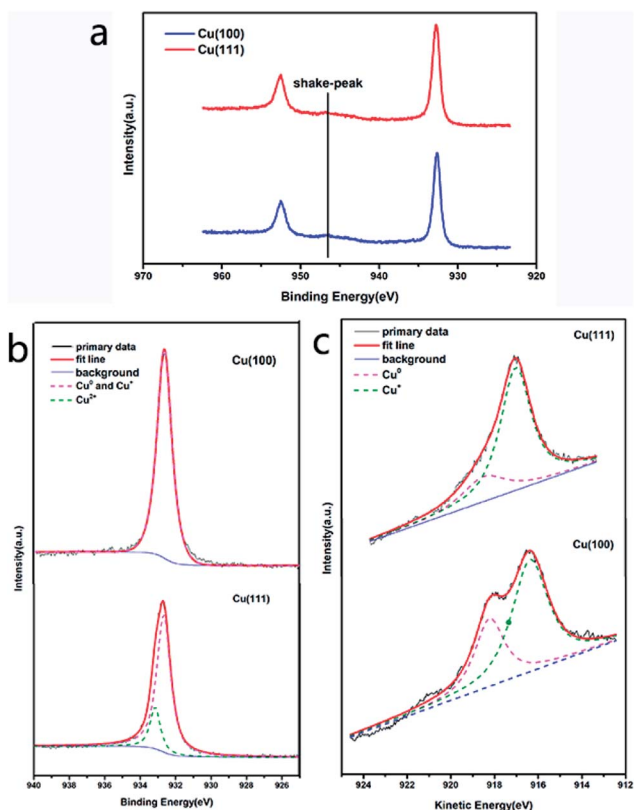 a
Cu(100)
Cu(111)
shake-peak
Intensity(a.u.)
970 960 950 940 930 920
Binding Energy(eV)
b
primary data
fit line
background
Cu⁰ and Cu⁺
Cu²⁺
Cu(100)
Cu(111)
Intensity(a.u.)
940 938 936 934 932 930 928 926
Binding Energy(eV)
c
primary data
fit line
background
Cu⁰
Cu⁺
Cu(111)
Cu(100)
Intensity(a.u.)
924 922 920 918 916 914 912
Kinetic Energy(eV)